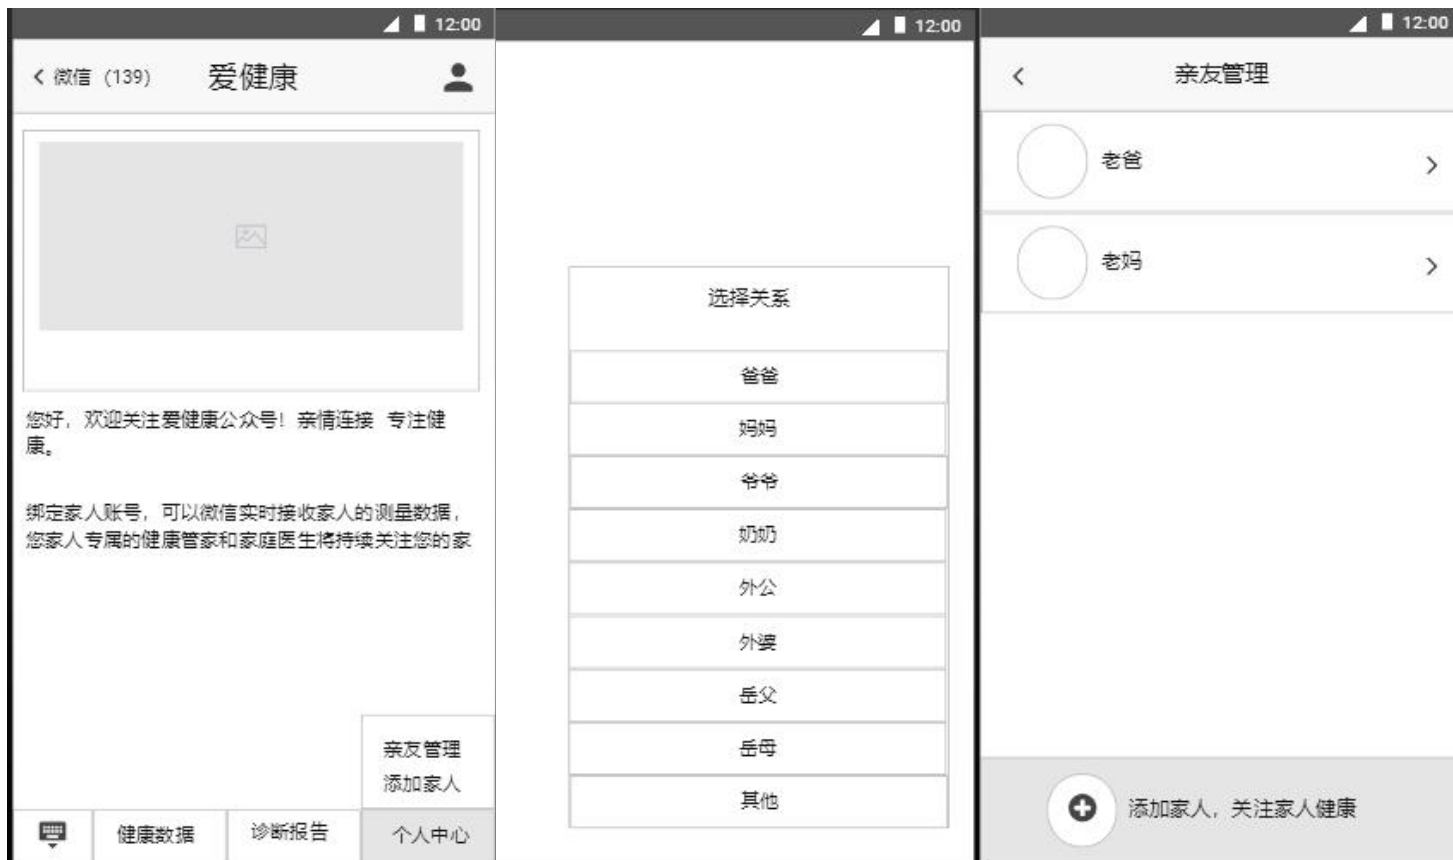 12:00
微信 (139)
爱健康
您好，欢迎关注爱健康公众号！亲情连接 专注健
康。
绑定家人账号，可以微信实时接收家人的测量数据，
您家人专属的健康管家和家庭医生将持续关注您的家
亲友管理
添加家人
健康数据
诊断报告
个人中心
12:00
选择关系
爸爸
妈妈
爷爷
奶奶
外公
外婆
岳父
岳母
其他
12:00
亲友管理
老爸
老妈
添加家人，关注家人健康